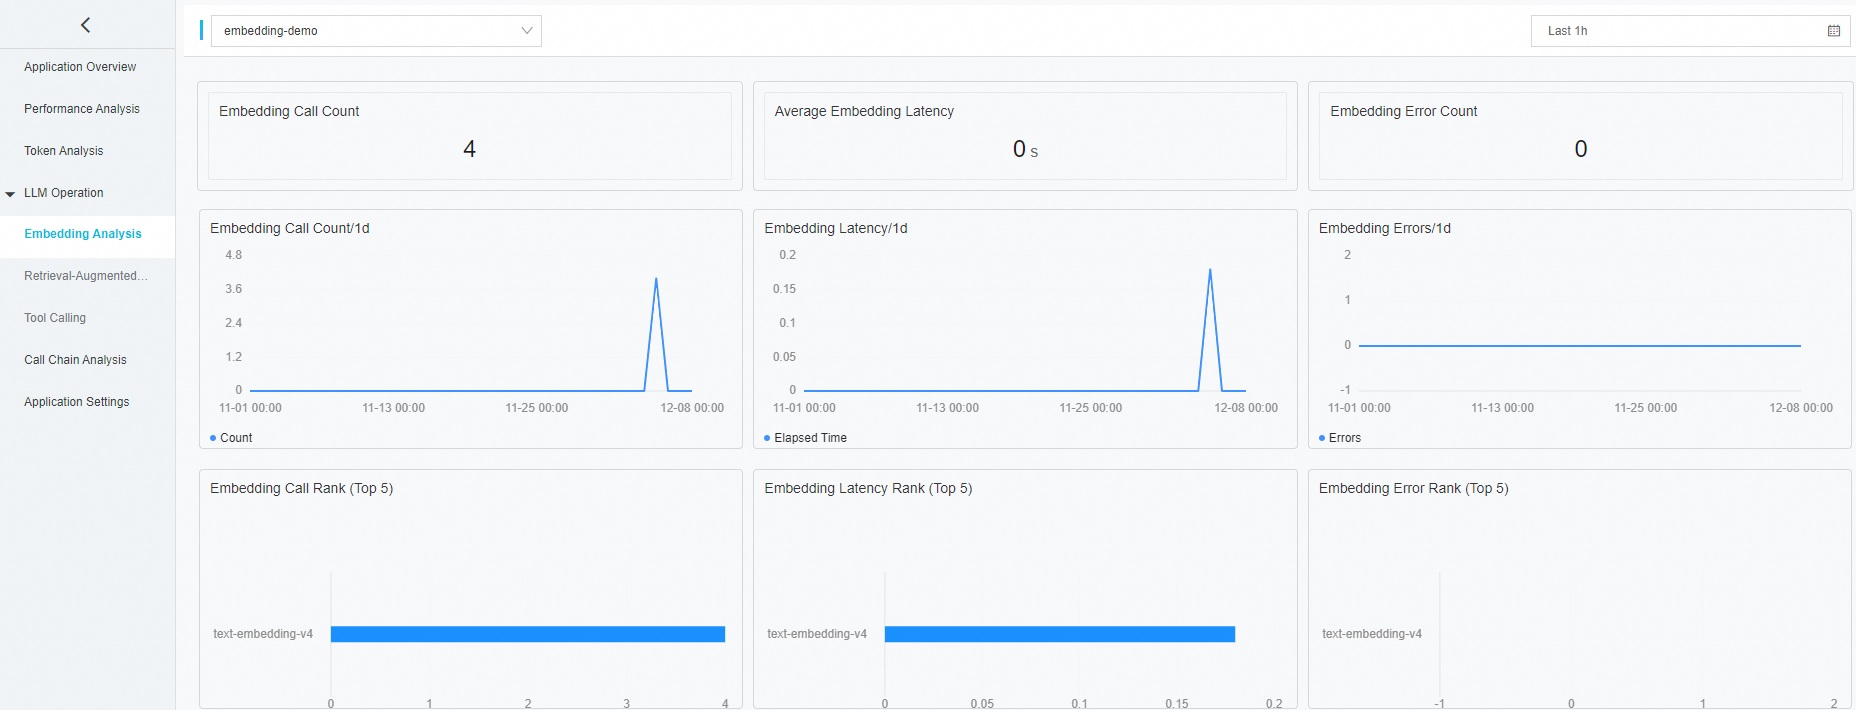 embedding-demo
Last 1h
Application Overview
Performance Analysis
Token Analysis
LLM Operation
Embedding Analysis
Retrieval-Augmented...
Tool Calling
Call Chain Analysis
Application Settings
Embedding Call Count
4
Average Embedding Latency
0 s
Embedding Error Count
0
Embedding Call Count/1d
4.8
3.6
2.4
1.2
0
11-01 00:00 11-13 00:00 11-25 00:00 12-08 00:00
Count
Embedding Latency/1d
0.2
0.15
0.1
0.05
0
11-01 00:00 11-13 00:00 11-25 00:00 12-08 00:00
Elapsed Time
Embedding Errors/1d
2
1
0
-1
11-01 00:00 11-13 00:00 11-25 00:00 12-08 00:00
Errors
Embedding Call Rank (Top 5)
text-embedding-v4
0 1 2 3 4
Embedding Latency Rank (Top 5)
text-embedding-v4
0 0.05 0.1 0.15 0.2
Embedding Error Rank (Top 5)
text-embedding-v4
-1 0 1 2